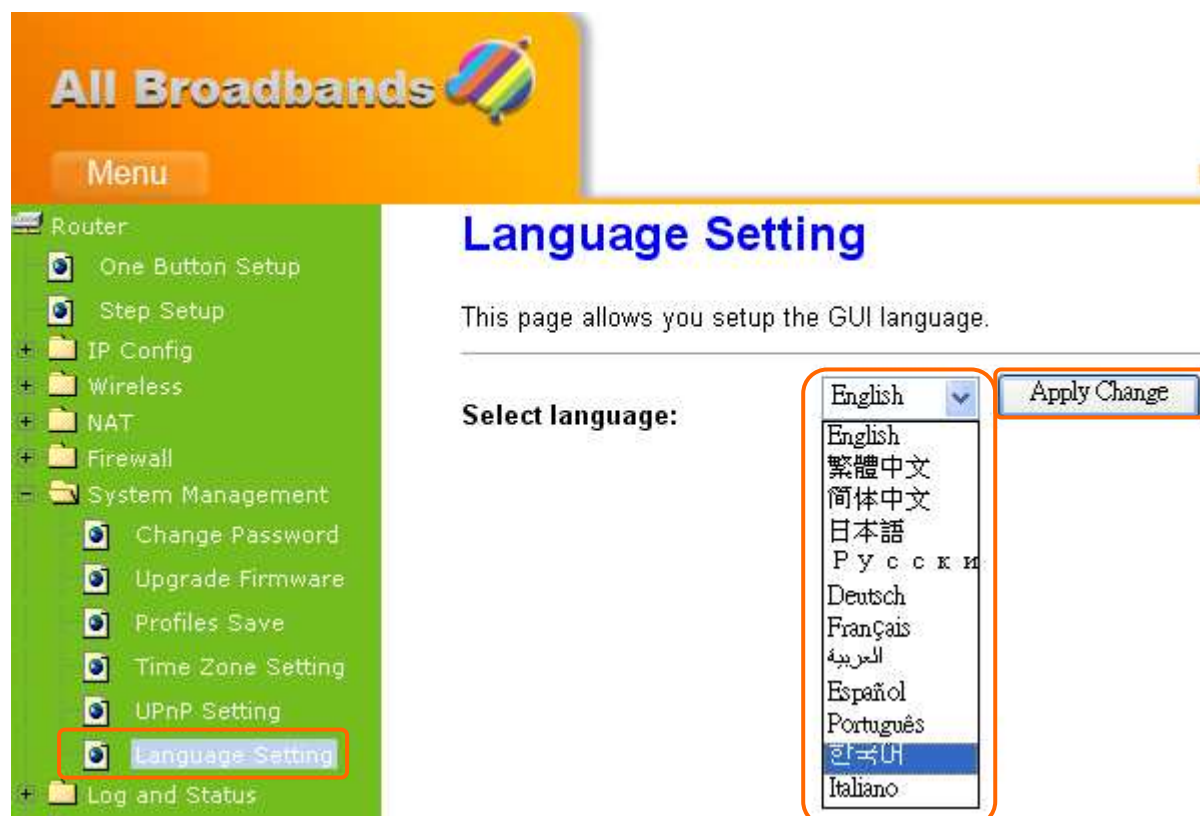 All Broadbands
Menu
Router
One Button Setup
Step Setup
IP Config
Wireless
NAT
Firewall
System Management
Change Password
Upgrade Firmware
Profiles Save
Time Zone Setting
UPnP Setting
Language Setting
Log and Status
Language Setting
This page allows you setup the GUI language.
Select language:
English
Apply Change
English
繁體中文
简体中文
日本語
Русски
Deutsch
Français
العربية
Español
Português
한국어
Italiano